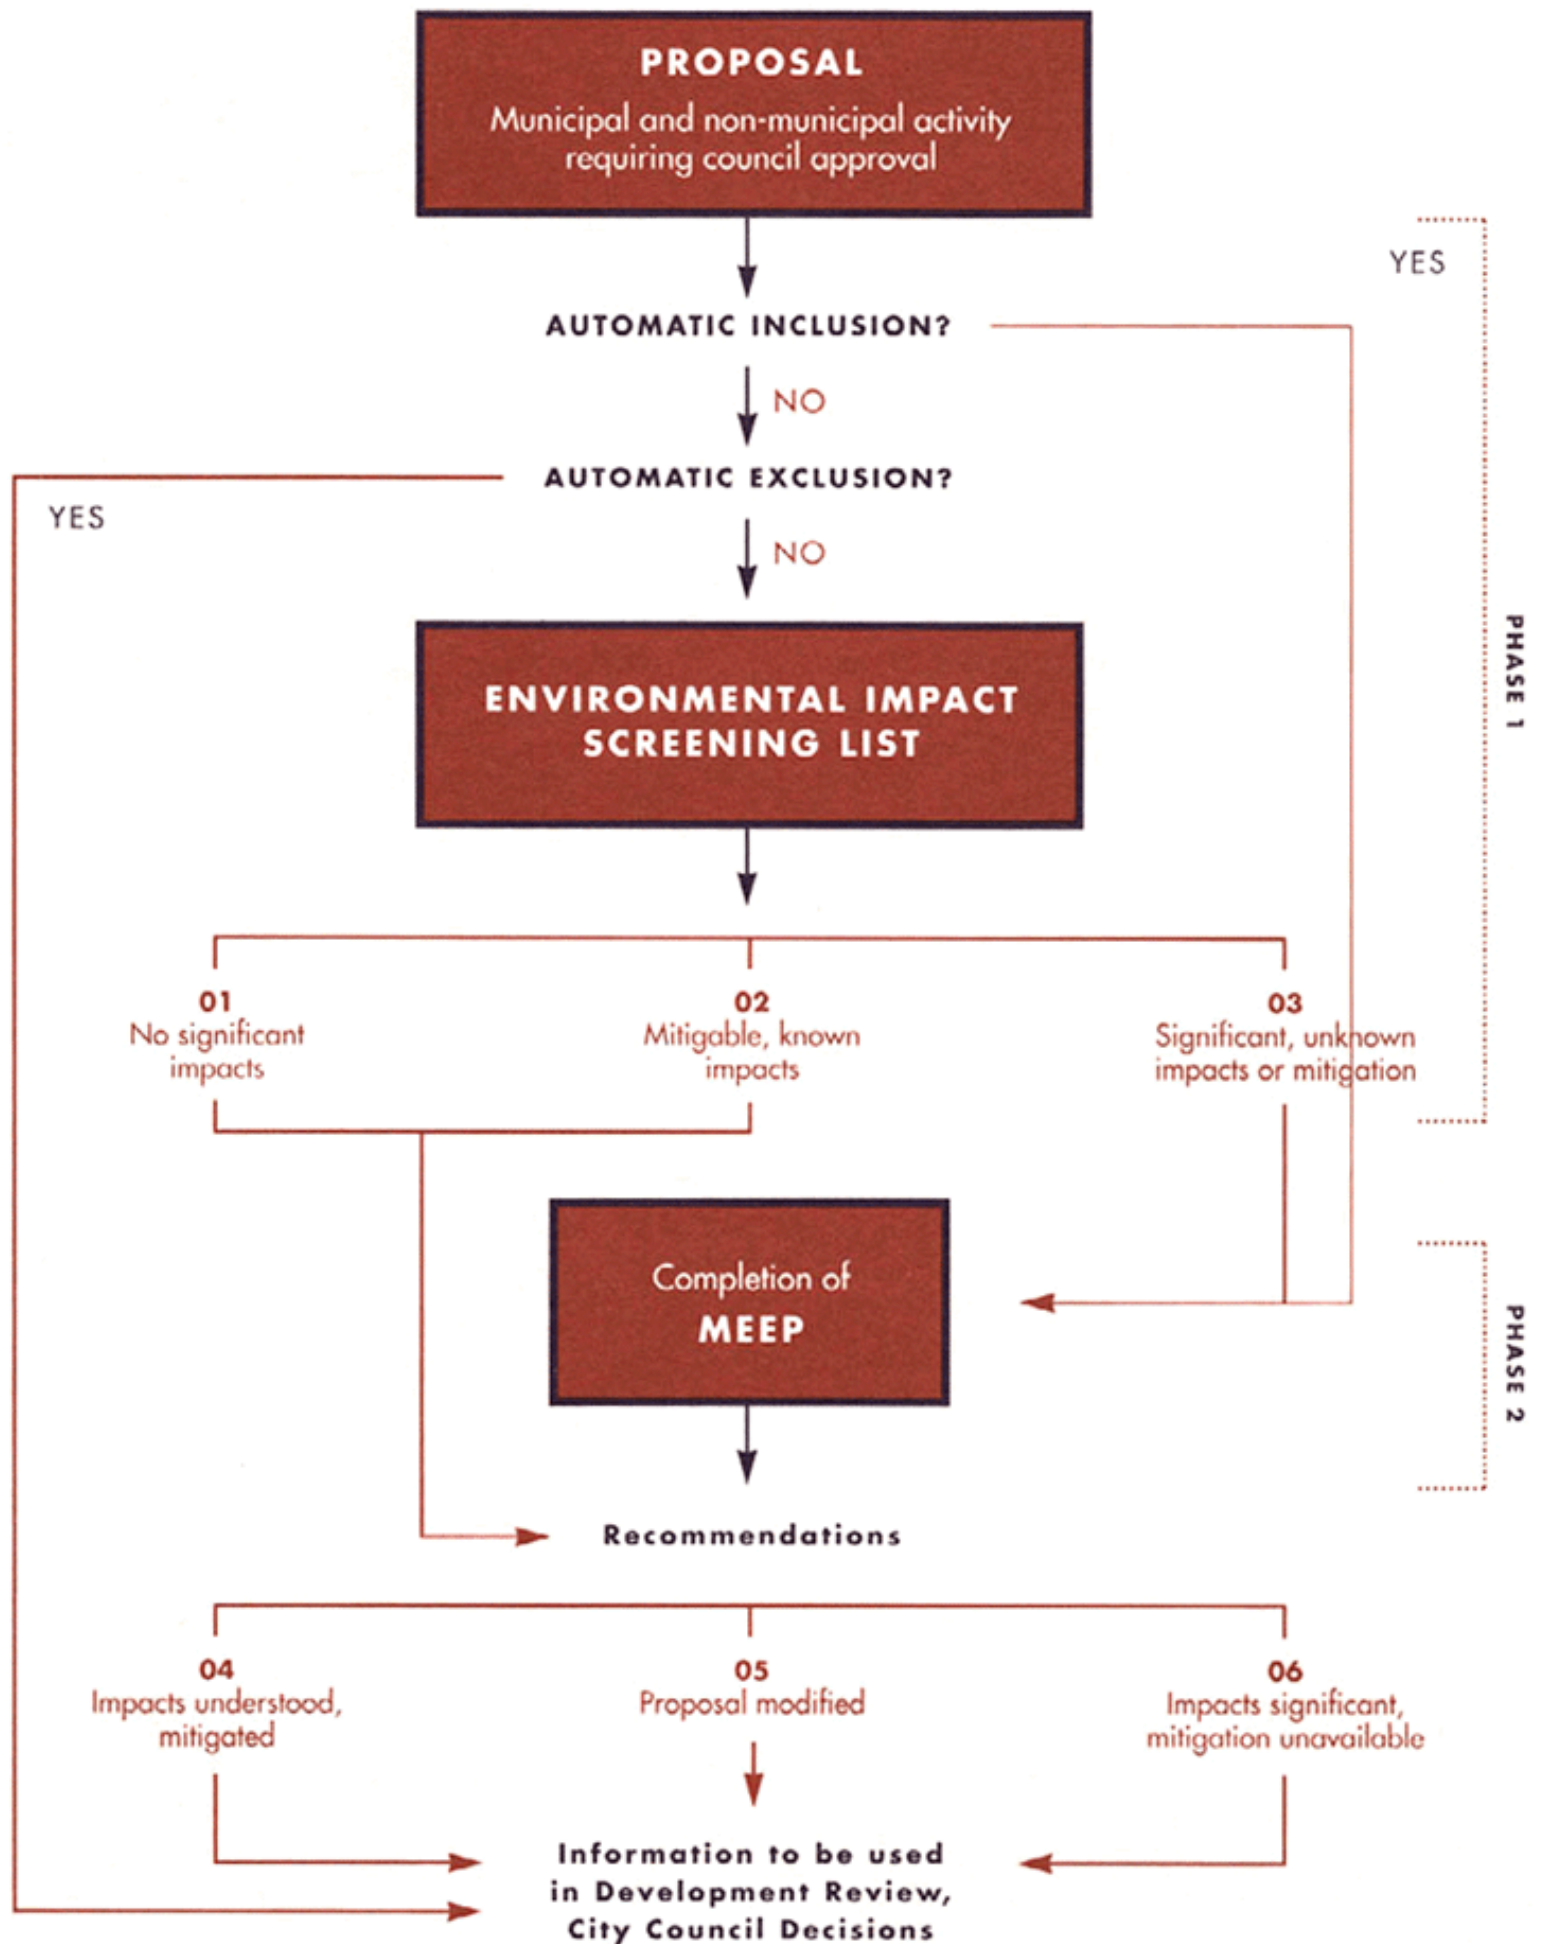 PROPOSAL
Municipal and non-municipal activity
requiring council approval
YES
AUTOMATIC INCLUSION?
NO
AUTOMATIC EXCLUSION?
YES
NO
ENVIRONMENTAL IMPACT
SCREENING LIST
PHASE 1
01
No significant
impacts
02
Mitigable, known
impacts
03
Significant, unknown
impacts or mitigation
Completion of
MEEP
PHASE 2
Recommendations
04
Impacts understood,
mitigated
05
Proposal modified
06
Impacts significant,
mitigation unavailable
Information to be used
in Development Review,
City Council Decisions